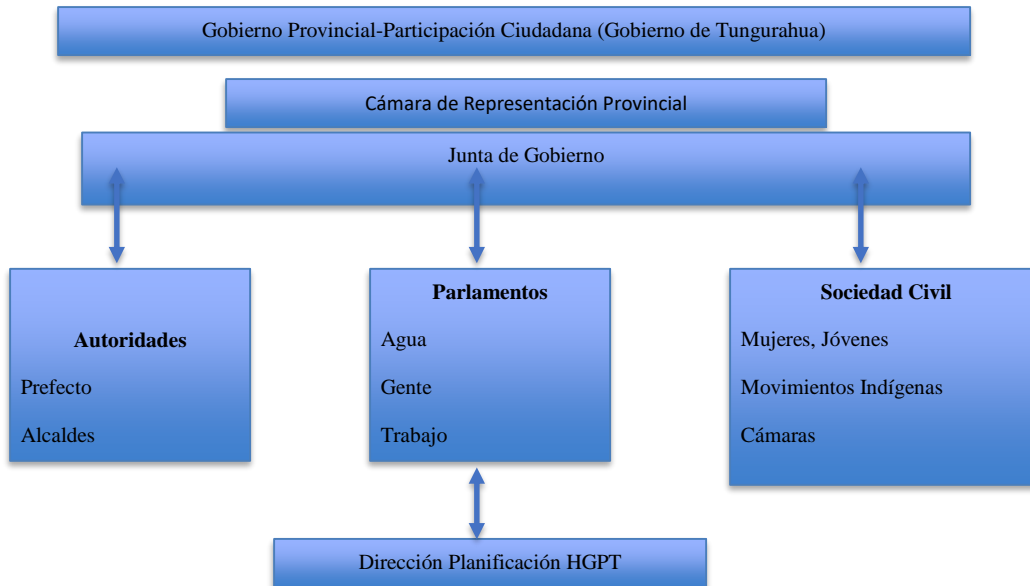 Gobierno Provincial-Participación Ciudadana (Gobierno de Tungurahua)
Cámara de Representación Provincial
Junta de Gobierno
Autoridades
Prefecto
Alcaldes
Parlamentos
Agua
Gente
Trabajo
Sociedad Civil
Mujeres, Jóvenes
Movimientos Indígenas
Cámaras
Dirección Planificación HGPT